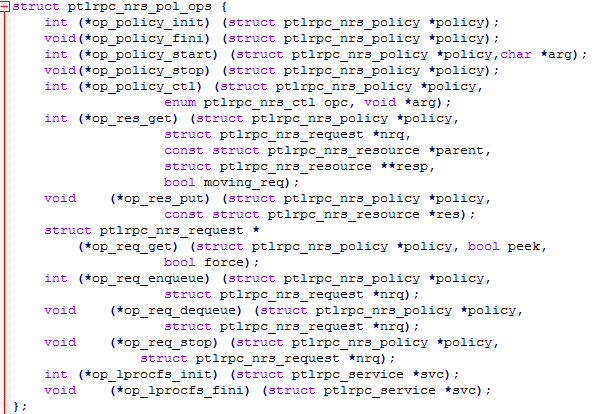 struct ptlrpc_nrs_pol_ops {
    int (*op_policy_init) (struct ptlrpc_nrs_policy *policy);
    void(*op_policy_fini) (struct ptlrpc_nrs_policy *policy);
    int (*op_policy_start) (struct ptlrpc_nrs_policy *policy,char *arg);
    void(*op_policy_stop) (struct ptlrpc_nrs_policy *policy);
    int (*op_policy_ctl) (struct ptlrpc_nrs_policy *policy,
                   enum ptlrpc_nrs_ctl opc, void *arg);
    int (*op_res_get) (struct ptlrpc_nrs_policy *policy,
                   struct ptlrpc_nrs_request *nrq,
                   const struct ptlrpc_nrs_resource *parent,
                   struct ptlrpc_nrs_resource **resp,
                   bool moving_req);
    void    (*op_res_put) (struct ptlrpc_nrs_policy *policy,
                   const struct ptlrpc_nrs_resource *res);
    struct ptlrpc_nrs_request *
        (*op_req_get) (struct ptlrpc_nrs_policy *policy, bool peek,
                   bool force);
    int (*op_req_enqueue) (struct ptlrpc_nrs_policy *policy,
                   struct ptlrpc_nrs_request *nrq);
    void    (*op_req_dequeue) (struct ptlrpc_nrs_policy *policy,
                   struct ptlrpc_nrs_request *nrq);
    void    (*op_req_stop) (struct ptlrpc_nrs_policy *policy,
                struct ptlrpc_nrs_request *nrq);
    int (*op_lprocfs_init) (struct ptlrpc_service *svc);
    void    (*op_lprocfs_fini) (struct ptlrpc_service *svc);
};